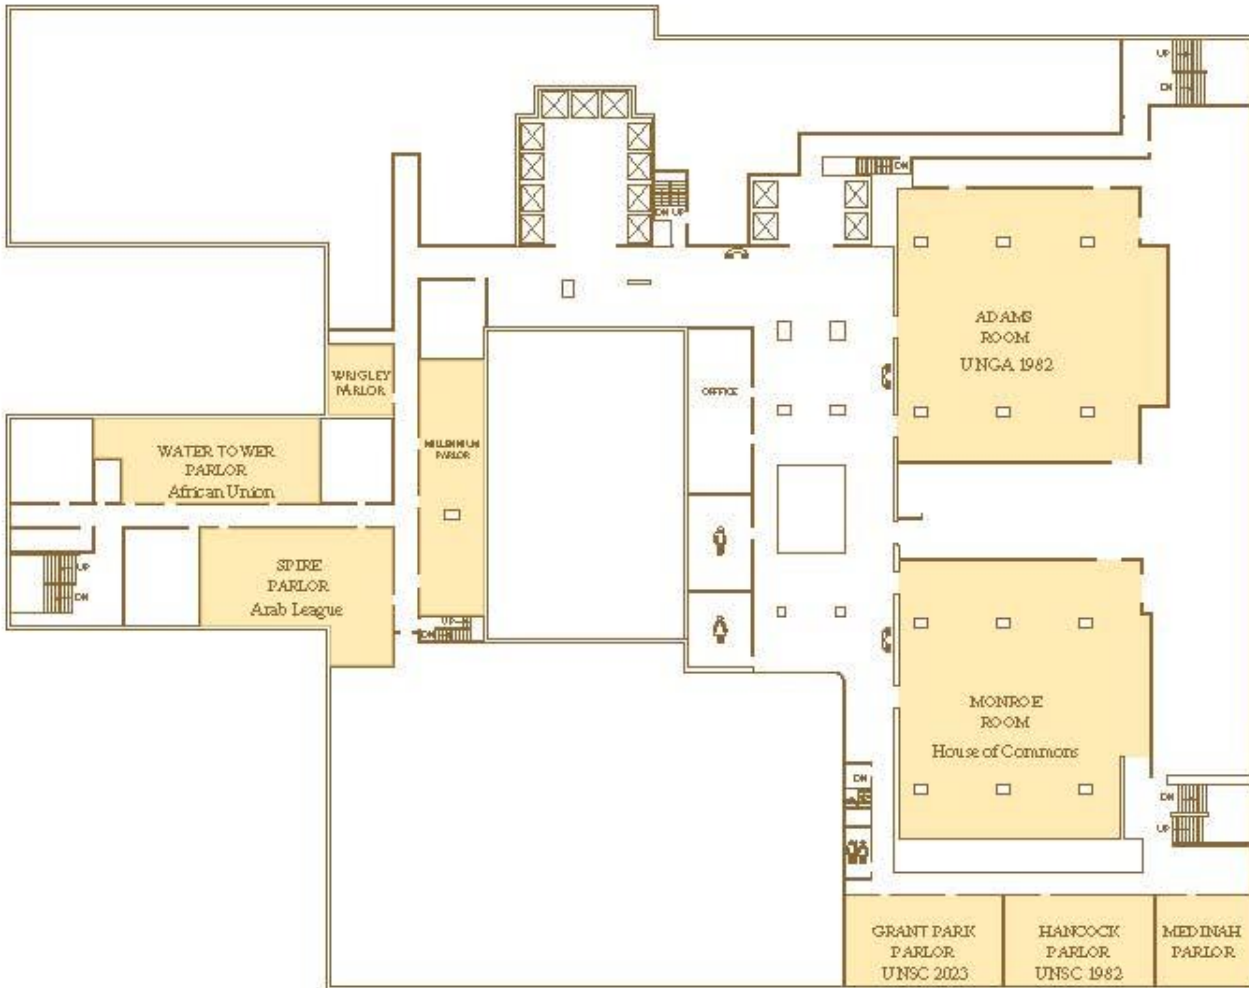 UP
DN
DN
DN UP
ADAMS
ROOM
UNGA 1982
WRIGLEY
PARLOR
OFFICE
MILLENNIUM
PARLOR
WATER TOWER
PARLOR
African Union
SPIRE
PARLOR
Arab League
UP
DN
UP
DN
MONROE
ROOM
House of Commons
DN
DN
UP
GRANT PARK
PARLOR
UNSC 2023
HANCOCK
PARLOR
UNSC 1982
MEDINAH
PARLOR